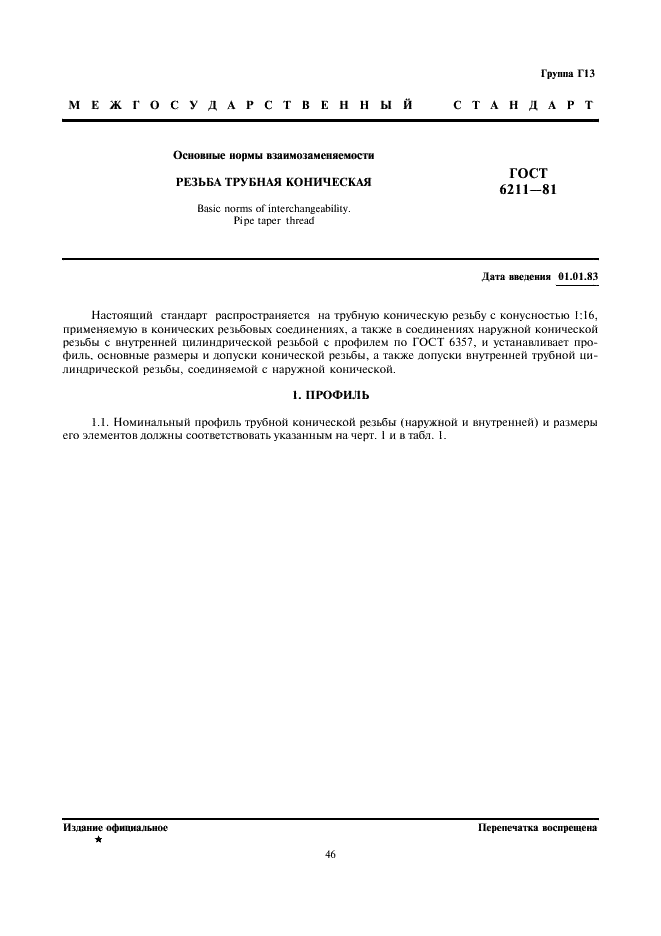 Группа Г13
МЕЖГОСУДАРСТВЕННЫЙ СТАНДАРТ
Основные нормы взаимозаменяемости
РЕЗЬБА ТРУБНАЯ КОНИЧЕСКАЯ
Basic norms of interchangeability.
Pipe taper thread
ГОСТ
6211—81
Дата введения 01.01.83
Настоящий стандарт распространяется на трубную коническую резьбу с конусностью 1:16,
применяемую в конических резьбовых соединениях, а также в соединениях наружной конической
резьбы с внутренней цилиндрической резьбой с профилем по ГОСТ 6357, и устанавливает про-
филь, основные размеры и допуски конической резьбы, а также допуски внутренней трубной ци-
линдрической резьбы, соединяемой с наружной конической.
1. ПРОФИЛЬ
1.1. Номинальный профиль трубной конической резьбы (наружной и внутренней) и размеры
его элементов должны соответствовать указанным на черт. 1 и в табл. 1.
Издание официальное
Перепечатка воспрещена
★
46